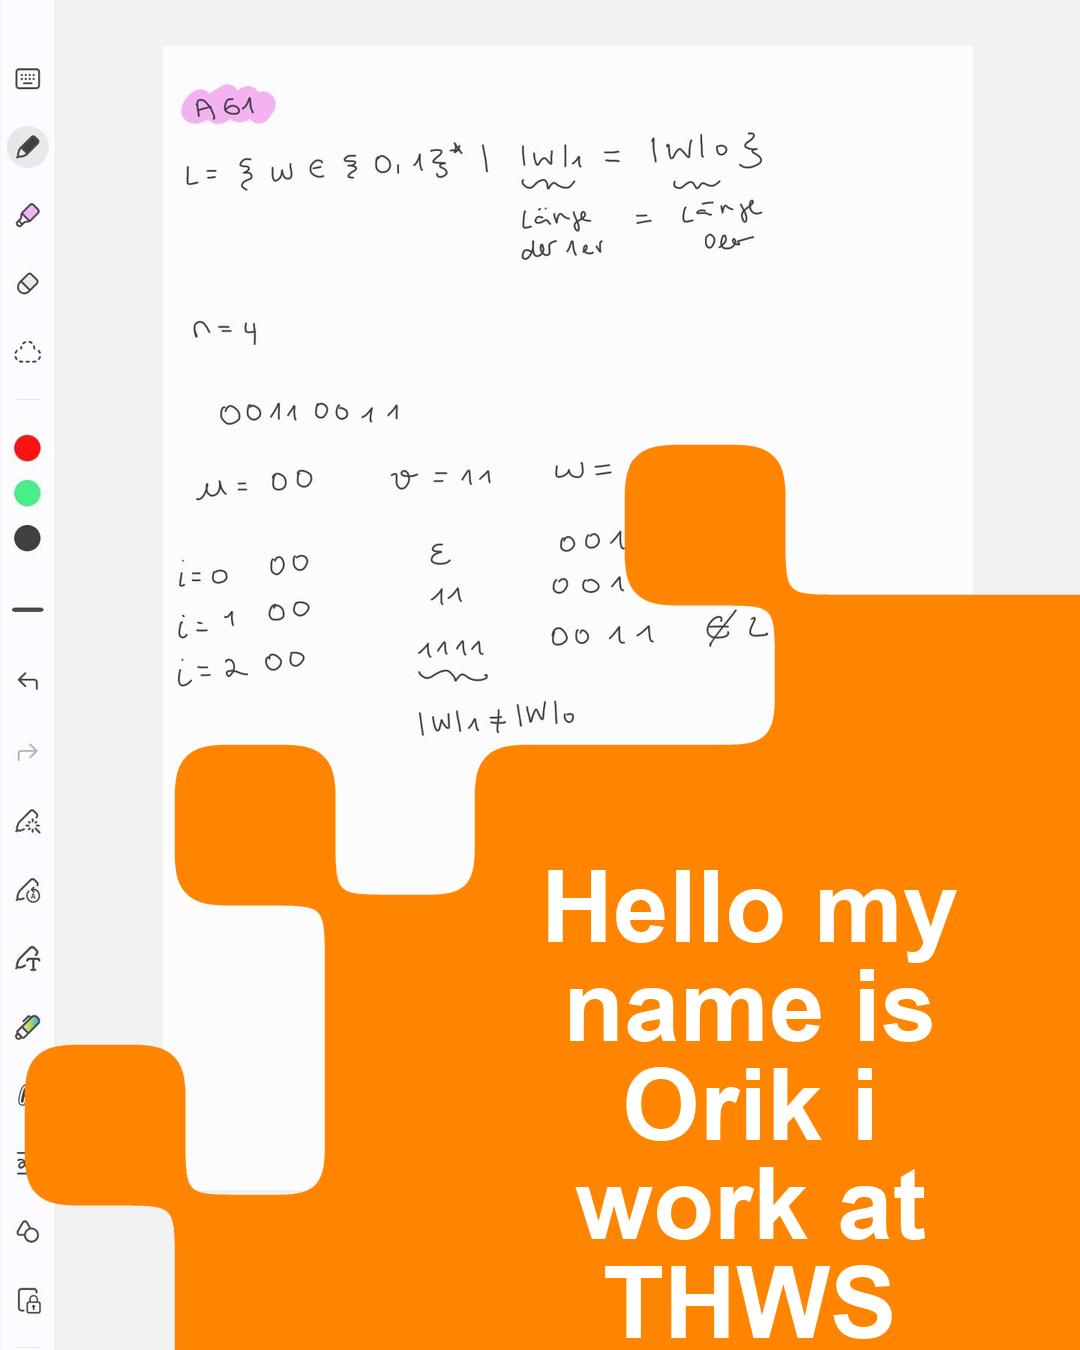 A 61
L = { w ∈ { 0, 1 }* | |w|₁ = |w|₀ }
Länge = Länge
der 1er 0er
n = 4
00110011
u = 00 v = 11 w =
i = 0 00 ε 001
i = 1 00 11 001
i = 2 00 1111 0011 ∉ L
|w|₁ ≠ |w|₀
Hello my
name is
Orik i
work at
THWS